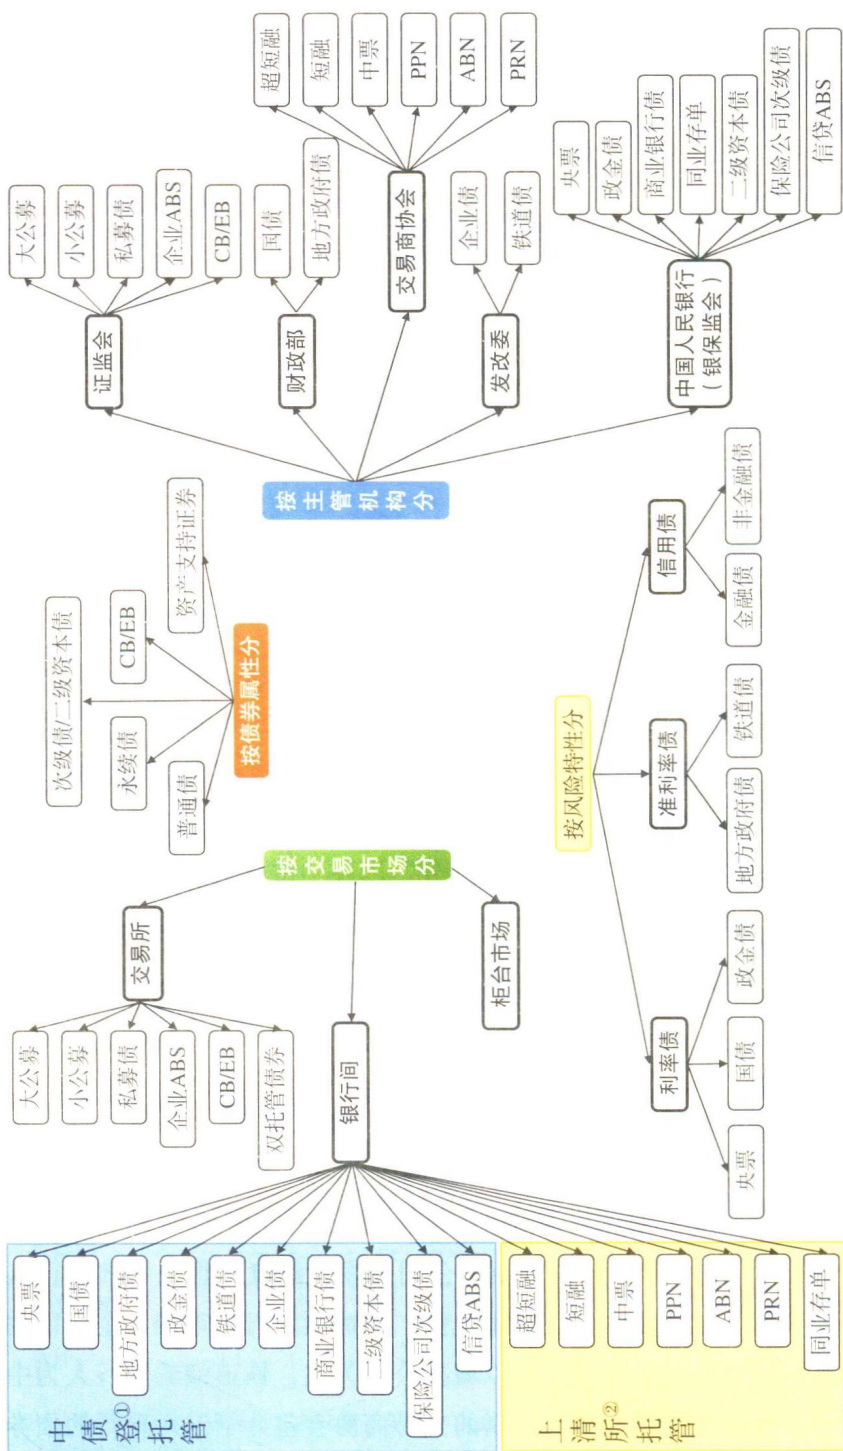 中债登①托管
央票
国债
地方政府债
政金债
铁道债
企业债
商业银行债
二级资本债
保险公司次级债
信贷ABS
上清所②托管
超短融
短融
中票
PPN
ABN
PRN
同业存单
银行间
交易所
大公募
小公募
私募债
企业ABS
CB/EB
双托管债券
柜台市场
按交易市场分
按债券属性分
普通债
永续债
次级债/二级资本债
CB/EB
资产支持证券
按主管机构分
证监会
大公募
小公募
私募债
企业ABS
CB/EB
财政部
国债
地方政府债
交易商协会
超短融
短融
中票
PPN
ABN
PRN
发改委
企业债
铁道债
中国人民银行
（银保监会）
央票
政金债
商业银行债
同业存单
二级资本债
保险公司次级债
信贷ABS
按风险特性分
利率债
央票
国债
政金债
准利率债
地方政府债
铁道债
信用债
金融债
非金融债